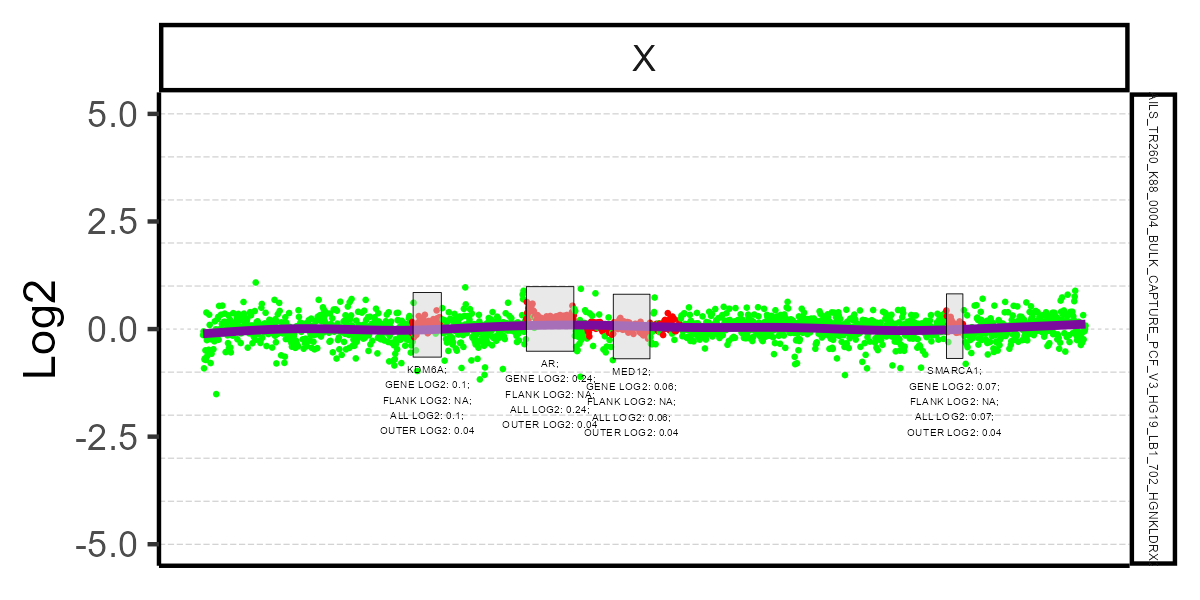 X
5.0
2.5
0.0
-2.5
-5.0
Log2
KDM6A;
GENE LOG2: 0.1;
FLANK LOG2: NA;
ALL LOG2: 0.1;
OUTER LOG2: 0.04
AR;
GENE LOG2: 0.24;
FLANK LOG2: NA;
ALL LOG2: 0.24;
OUTER LOG2: 0.04
MED12;
GENE LOG2: 0.06;
FLANK LOG2: NA;
ALL LOG2: 0.06;
OUTER LOG2: 0.04
SMARCA1;
GENE LOG2: 0.07;
FLANK LOG2: NA;
ALL LOG2: 0.07;
OUTER LOG2: 0.04
AILS_TR260_K88_0004_BULK_CAPTURE_PCF_V3_HG19_LB1_702_HGNKLDRX